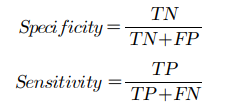 Specificity = TN / TN+FP
Sensitivity = TP / TP+FN